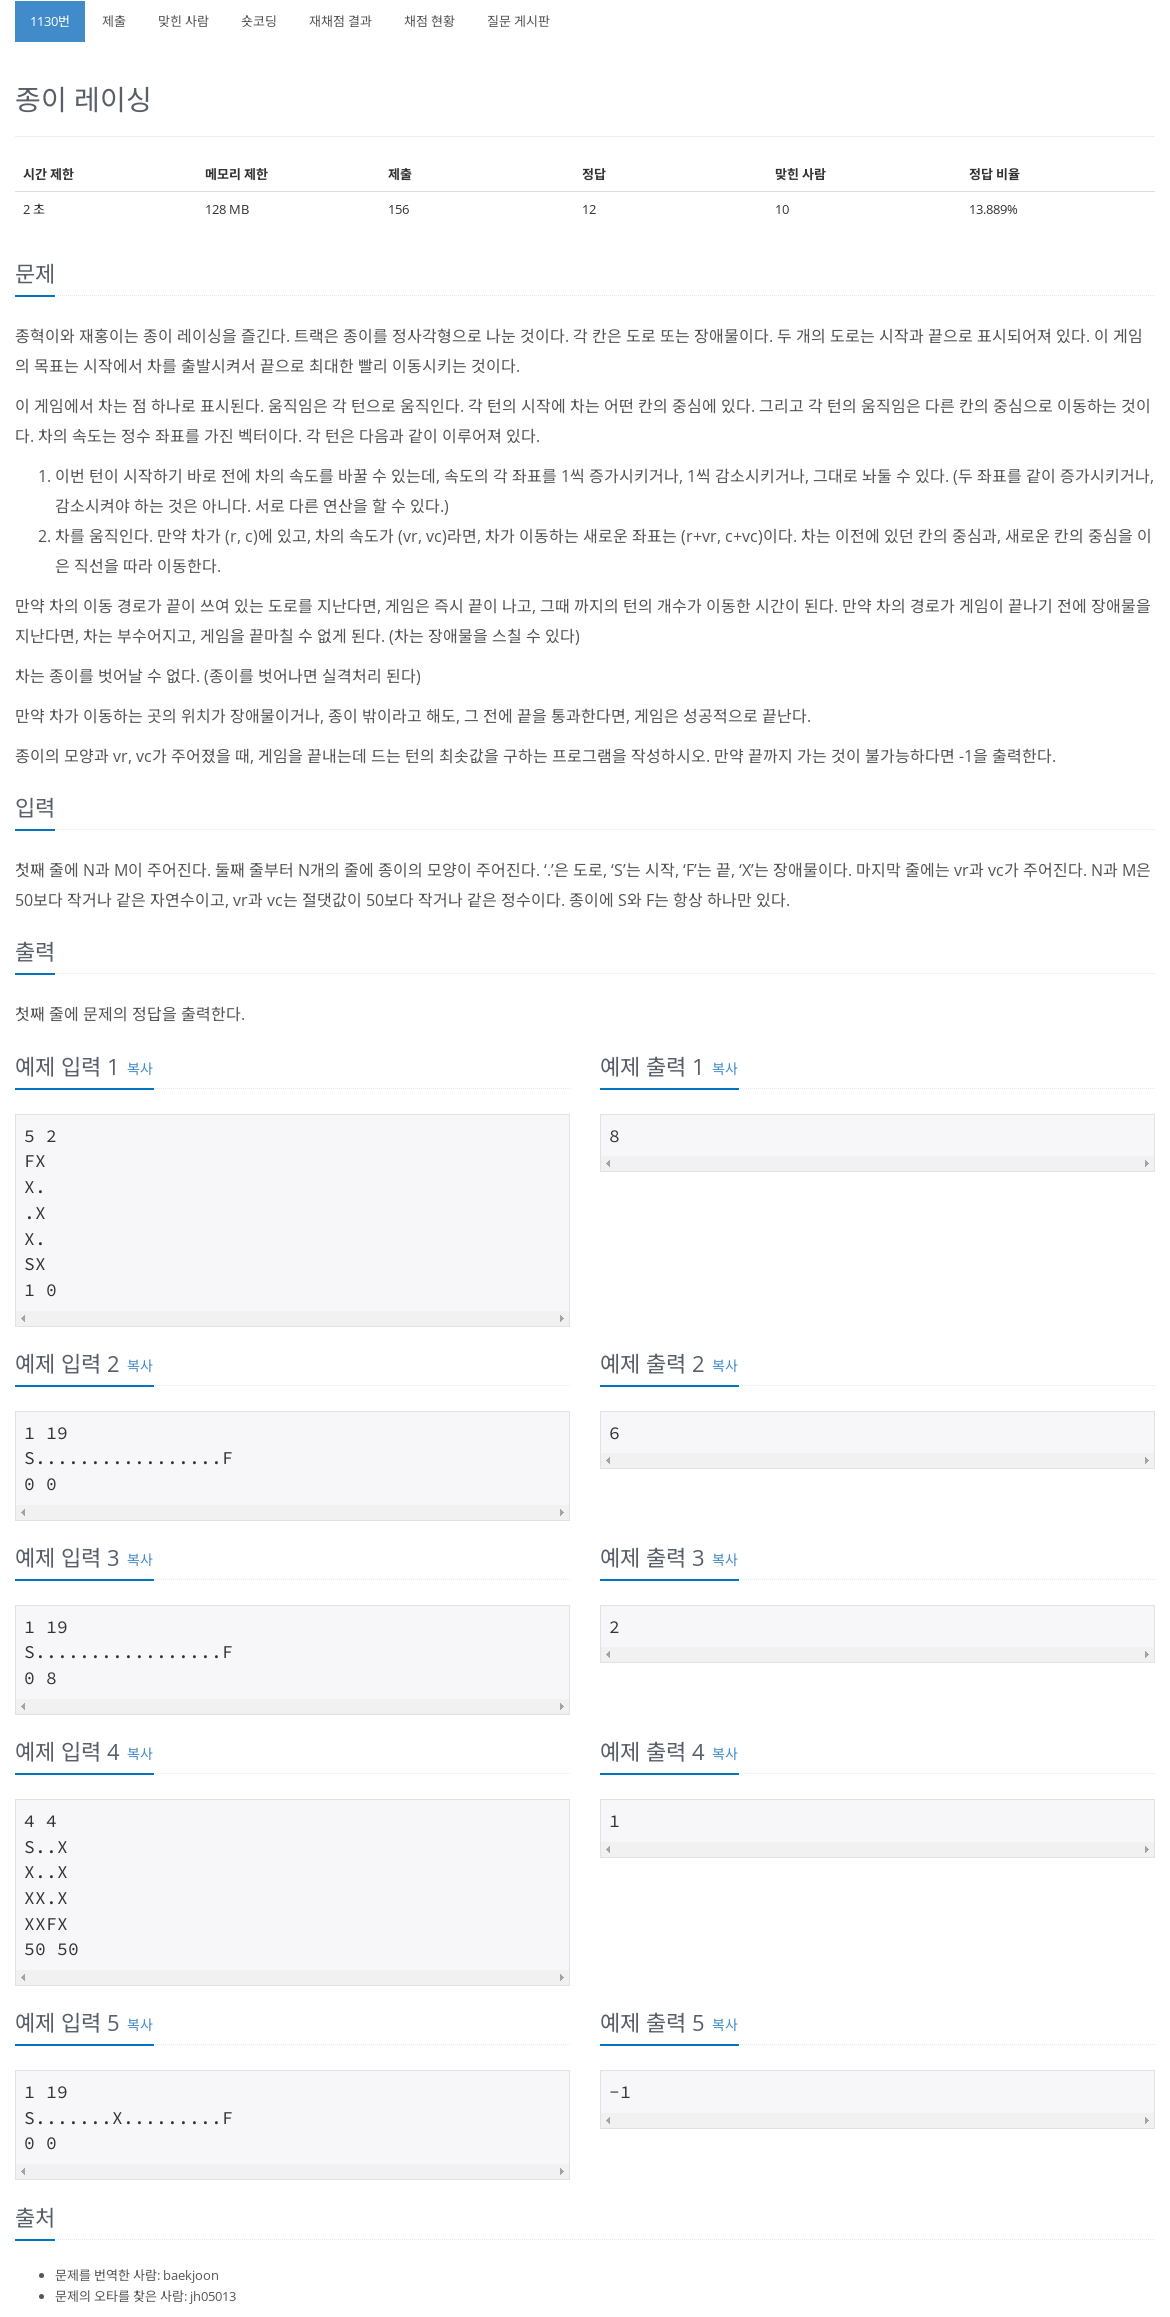 1130번 제출 맞힌 사람 숏코딩 재채점 결과 채점 현황 질문 게시판
종이 레이싱
시간 제한 메모리 제한 제출 정답 맞힌 사람 정답 비율
2 초 128 MB 156 12 10 13.889%
문제
종혁이와 재홍이는 종이 레이싱을 즐긴다. 트랙은 종이를 정사각형으로 나눈 것이다. 각 칸은 도로 또는 장애물이다. 두 개의 도로는 시작과 끝으로 표시되어져 있다. 이 게임
의 목표는 시작에서 차를 출발시켜서 끝으로 최대한 빨리 이동시키는 것이다.
이 게임에서 차는 점 하나로 표시된다. 움직임은 각 턴으로 움직인다. 각 턴의 시작에 차는 어떤 칸의 중심에 있다. 그리고 각 턴의 움직임은 다른 칸의 중심으로 이동하는 것이
다. 차의 속도는 정수 좌표를 가진 벡터이다. 각 턴은 다음과 같이 이루어져 있다.
1. 이번 턴이 시작하기 바로 전에 차의 속도를 바꿀 수 있는데, 속도의 각 좌표를 1씩 증가시키거나, 1씩 감소시키거나, 그대로 놔둘 수 있다. (두 좌표를 같이 증가시키거나,
감소시켜야 하는 것은 아니다. 서로 다른 연산을 할 수 있다.)
2. 차를 움직인다. 만약 차가 (r, c)에 있고, 차의 속도가 (vr, vc)라면, 차가 이동하는 새로운 좌표는 (r+vr, c+vc)이다. 차는 이전에 있던 칸의 중심과, 새로운 칸의 중심을 이
은 직선을 따라 이동한다.
만약 차의 이동 경로가 끝이 쓰여 있는 도로를 지난다면, 게임은 즉시 끝이 나고, 그때 까지의 턴의 개수가 이동한 시간이 된다. 만약 차의 경로가 게임이 끝나기 전에 장애물을
지난다면, 차는 부수어지고, 게임을 끝마칠 수 없게 된다. (차는 장애물을 스칠 수 있다)
차는 종이를 벗어날 수 없다. (종이를 벗어나면 실격처리 된다)
만약 차가 이동하는 곳의 위치가 장애물이거나, 종이 밖이라고 해도, 그 전에 끝을 통과한다면, 게임은 성공적으로 끝난다.
종이의 모양과 vr, vc가 주어졌을 때, 게임을 끝내는데 드는 턴의 최솟값을 구하는 프로그램을 작성하시오. 만약 끝까지 가는 것이 불가능하다면 -1을 출력한다.
입력
첫째 줄에 N과 M이 주어진다. 둘째 줄부터 N개의 줄에 종이의 모양이 주어진다. ‘.’은 도로, ‘S’는 시작, ‘F’는 끝, ‘X’는 장애물이다. 마지막 줄에는 vr과 vc가 주어진다. N과 M은
50보다 작거나 같은 자연수이고, vr과 vc는 절댓값이 50보다 작거나 같은 정수이다. 종이에 S와 F는 항상 하나만 있다.
출력
첫째 줄에 문제의 정답을 출력한다.
예제 입력 1 복사
5 2
FX
X.
.X
X.
SX
1 0
예제 출력 1 복사
8
예제 입력 2 복사
1 19
S.................F
0 0
예제 출력 2 복사
6
예제 입력 3 복사
1 19
S.................F
0 8
예제 출력 3 복사
2
예제 입력 4 복사
4 4
S..X
X..X
XX.X
XXFX
50 50
예제 출력 4 복사
1
예제 입력 5 복사
1 19
S.......X.........F
0 0
예제 출력 5 복사
-1
출처
문제를 번역한 사람: baekjoon
문제의 오타를 찾은 사람: jh05013